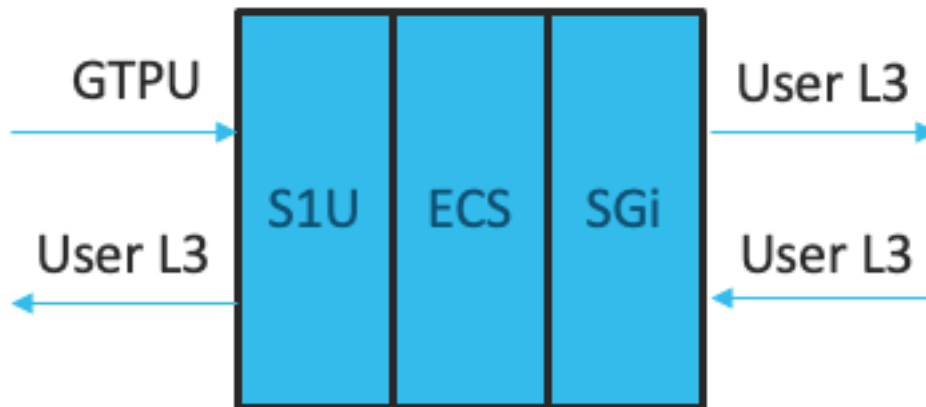 GTPU
User L3
S1U
ECS
SGi
User L3
User L3